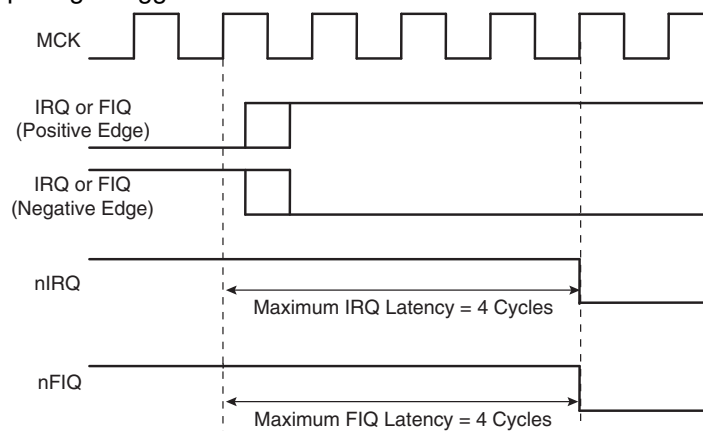 MCK
IRQ or FIQ
(Positive Edge)
IRQ or FIQ
(Negative Edge)
nIRQ
Maximum IRQ Latency = 4 Cycles
nFIQ
Maximum FIQ Latency = 4 Cycles